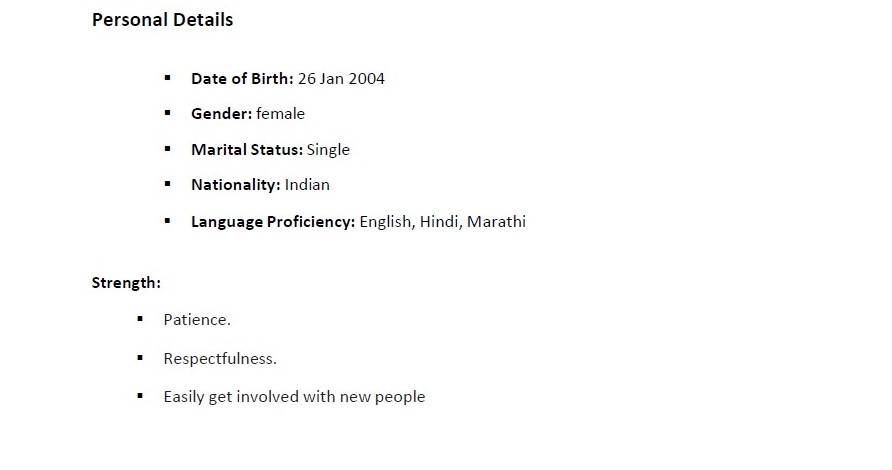 Personal Details
▪ Date of Birth: 26 Jan 2004
▪ Gender: female
▪ Marital Status: Single
▪ Nationality: Indian
▪ Language Proficiency: English, Hindi, Marathi
Strength:
▪ Patience.
▪ Respectfulness.
▪ Easily get involved with new people